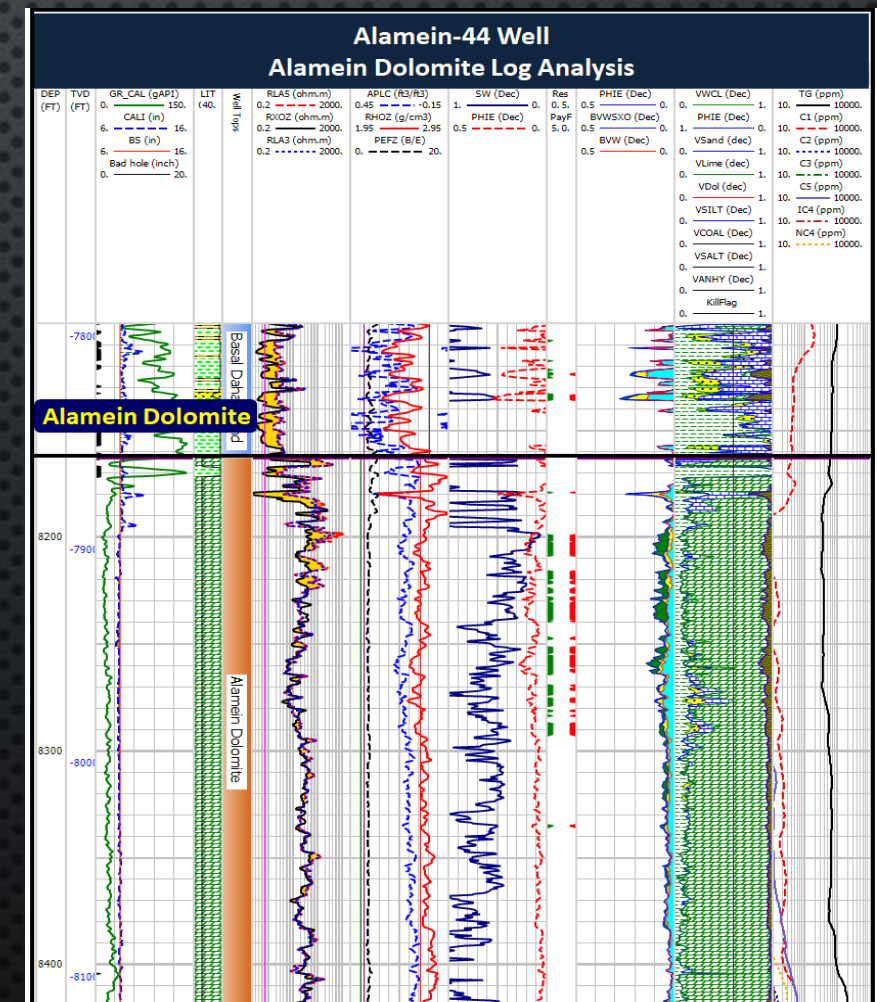 Alamein-44 Well
Alamein Dolomite Log Analysis
DEP (FT)
TVD (FT)
GR_CAL (gAPI)
0. 150.
CALI (in)
6. 16.
BS (in)
6. 16.
Bad hole (inch)
0. 20.
LIT
(40.
Well Tops
RLA5 (ohm.m)
0.2 2000.
RXOZ (ohm.m)
0.2 2000.
RLA3 (ohm.m)
0.2 2000.
APLC (ft3/ft3)
0.45 -0.15
RHOZ (g/cm3)
1.95 2.95
PEFZ (B/E)
0. 20.
SW (Dec)
1. 0.
PHIE (Dec)
0.5 0.
Res
0. 5.
PayF
5. 0.
PHIE (Dec)
0.5 0.
BVWSXO (Dec)
0.5 0.
BVW (Dec)
0.5 0.
VWCL (Dec)
0. 1.
PHIE (Dec)
1. 0.
VSand (Dec)
0. 1.
VLime (dec)
0. 1.
VDol (dec)
0. 1.
VSILT (Dec)
0. 1.
VCOAL (Dec)
0. 1.
VSALT (Dec)
0. 1.
VANHY (Dec)
0. 1.
KillFlag
0. 1.
TG (ppm)
10. 10000.
C1 (ppm)
10. 10000.
C2 (ppm)
10. 10000.
C3 (ppm)
10. 10000.
C5 (ppm)
10. 10000.
IC4 (ppm)
10. 10000.
NC4 (ppm)
10. 10000.
-7800
Basal Daha
Alamein Dolomite
8200
-7900
Alamein Dolomite
8300
-8000
8400
-8100